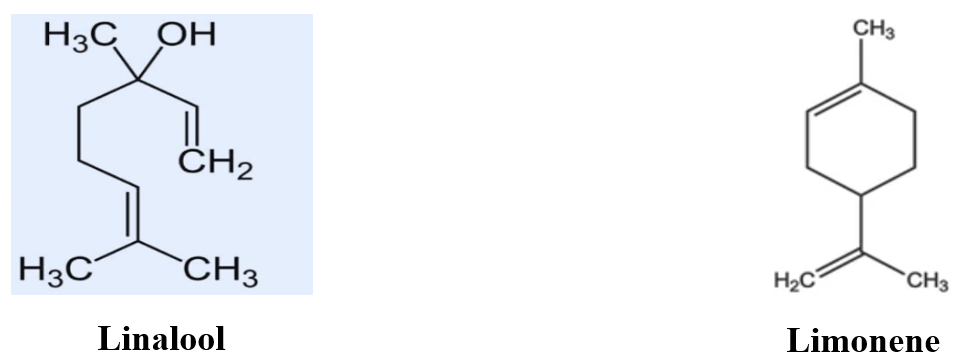 H3C OH
CH2
H3C CH3
Linalool
CH3
H2C CH3
Limonene